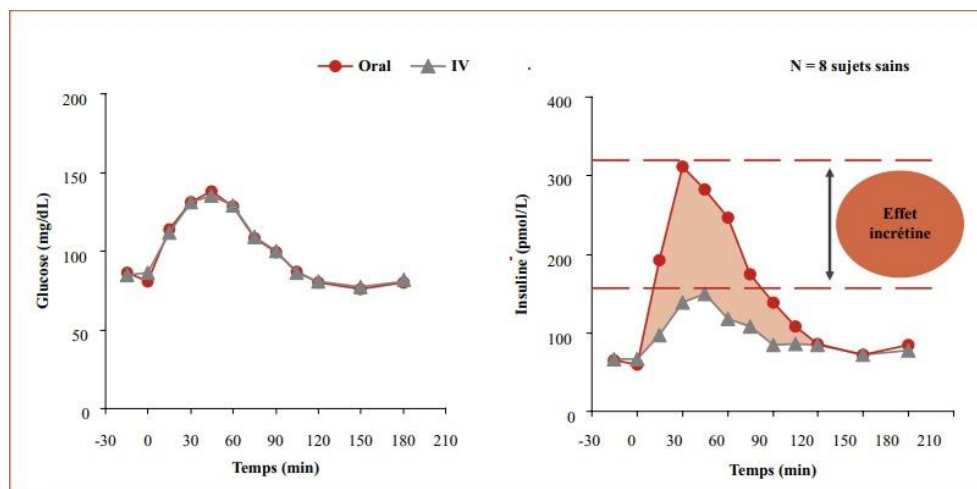 Oral IV
N = 8 sujets sains
200
150
100
50
0
Glucose (mg/dL)
-30 0 30 60 90 120 150 180 210
Temps (min)
400
300
200
100
0
Insuline (pmol/L)
-30 0 30 60 90 120 150 180 210
Temps (min)
Effet
incrétine